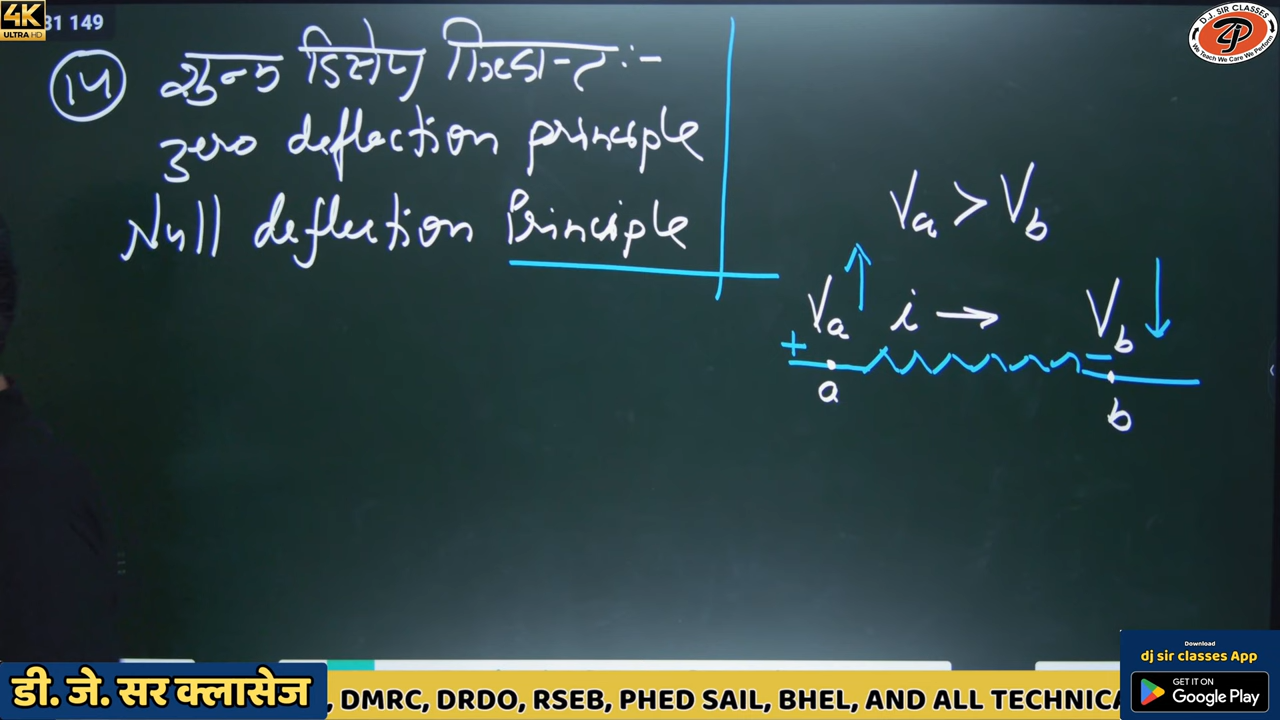 4K
ULTRA HD
31 149
D.J. SIR CLASSES
We Teach We Care We Perform
14 शून्य विक्षेप सिद्धान्त :-
zero deflection principle
Null deflection Principle
Va > Vb
Va i → Vb
+ -
a
b
Download
dj sir classes App
GET IT ON
Google Play
डी. जे. सर क्लासेज
, DMRC, DRDO, RSEB, PHED SAIL, BHEL, AND ALL TECHNICA